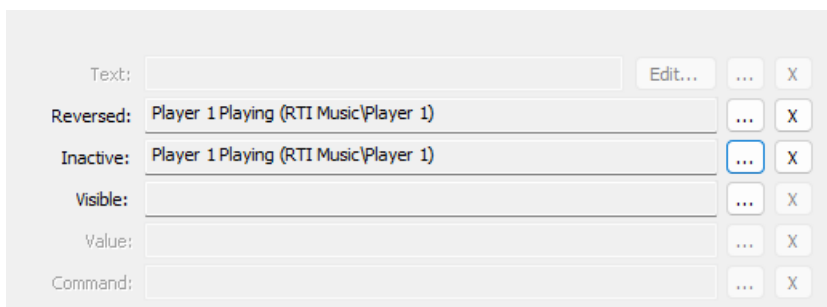 Text: Edit... ... X
Reversed: Player 1 Playing (RTI Music\Player 1) ... X
Inactive: Player 1 Playing (RTI Music\Player 1) ... X
Visible: ... X
Value: ... X
Command: ... X